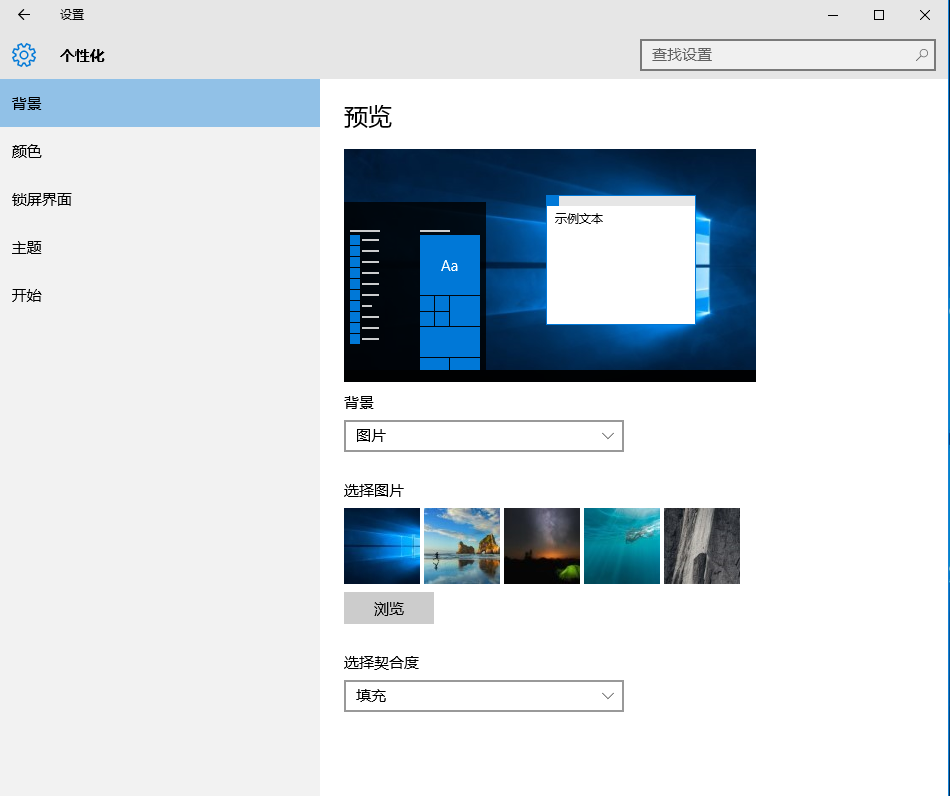 设置
个性化
查找设置
背景
颜色
锁屏界面
主题
开始
预览
示例文本
Aa
背景
图片
选择图片
浏览
选择契合度
填充